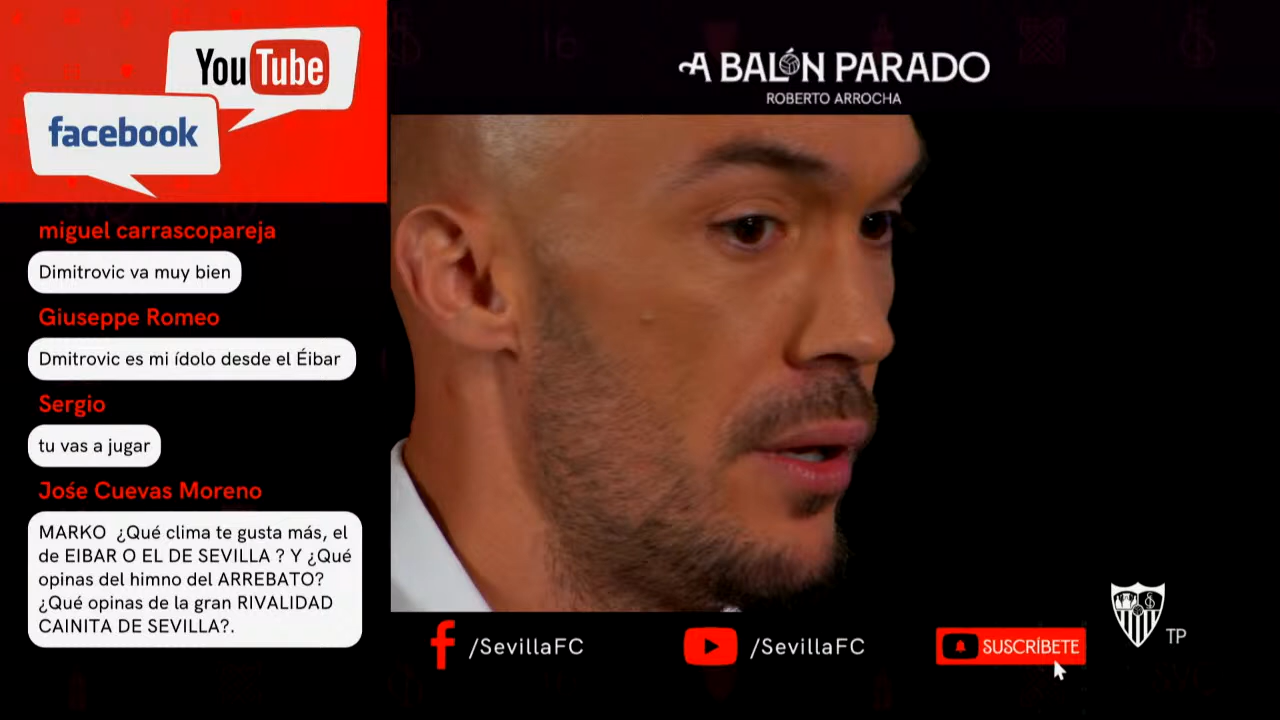 YouTube
facebook
A BALÓN PARADO
ROBERTO ARROCHA
miguel carrascopareja
Dimitrovic va muy bien
Giuseppe Romeo
Dmitrovic es mi ídolo desde el Éibar
Sergio
tu vas a jugar
Jośe Cuevas Moreno
MARKO ¿Qué clima te gusta más, el
de EIBAR O EL DE SEVILLA ? Y ¿Qué
opinas del himno del ARREBATO?
¿Qué opinas de la gran RIVALIDAD
CAINITA DE SEVILLA?.
/SevillaFC
/SevillaFC
SUSCRÍBETE
TP